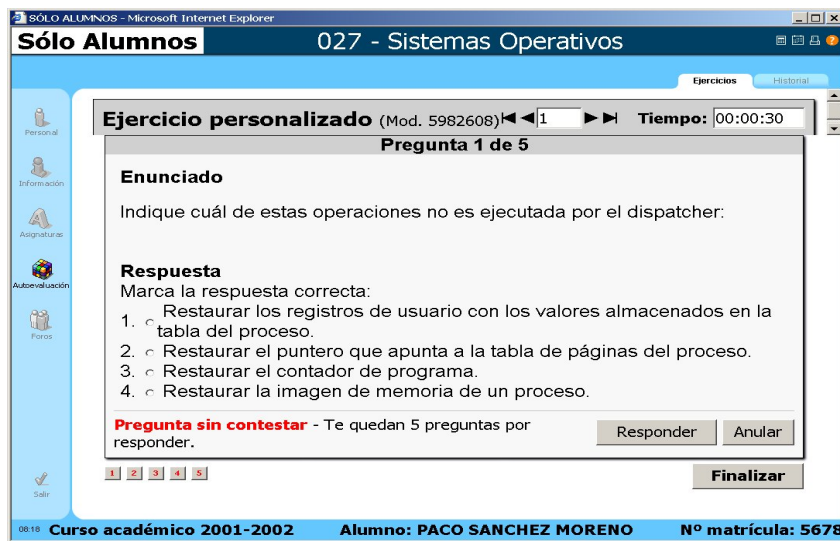 SÓLO ALUMNOS - Microsoft Internet Explorer
Sólo Alumnos
027 - Sistemas Operativos
Ejercicios
Historial
Ejercicio personalizado (Mod. 5982608) 1 Tiempo: 00:00:30
Pregunta 1 de 5
Personal
Información
Asignaturas
Autoevaluación
Foros
Salir
Enunciado
Indique cuál de estas operaciones no es ejecutada por el dispatcher:
Respuesta
Marca la respuesta correcta:
1. Restaurar los registros de usuario con los valores almacenados en la
tabla del proceso.
2. Restaurar el puntero que apunta a la tabla de páginas del proceso.
3. Restaurar el contador de programa.
4. Restaurar la imagen de memoria de un proceso.
Pregunta sin contestar - Te quedan 5 preguntas por
responder.
Responder
Anular
1 2 3 4 5
Finalizar
08:18 Curso académico 2001-2002 Alumno: PACO SANCHEZ MORENO Nº matrícula: 5678